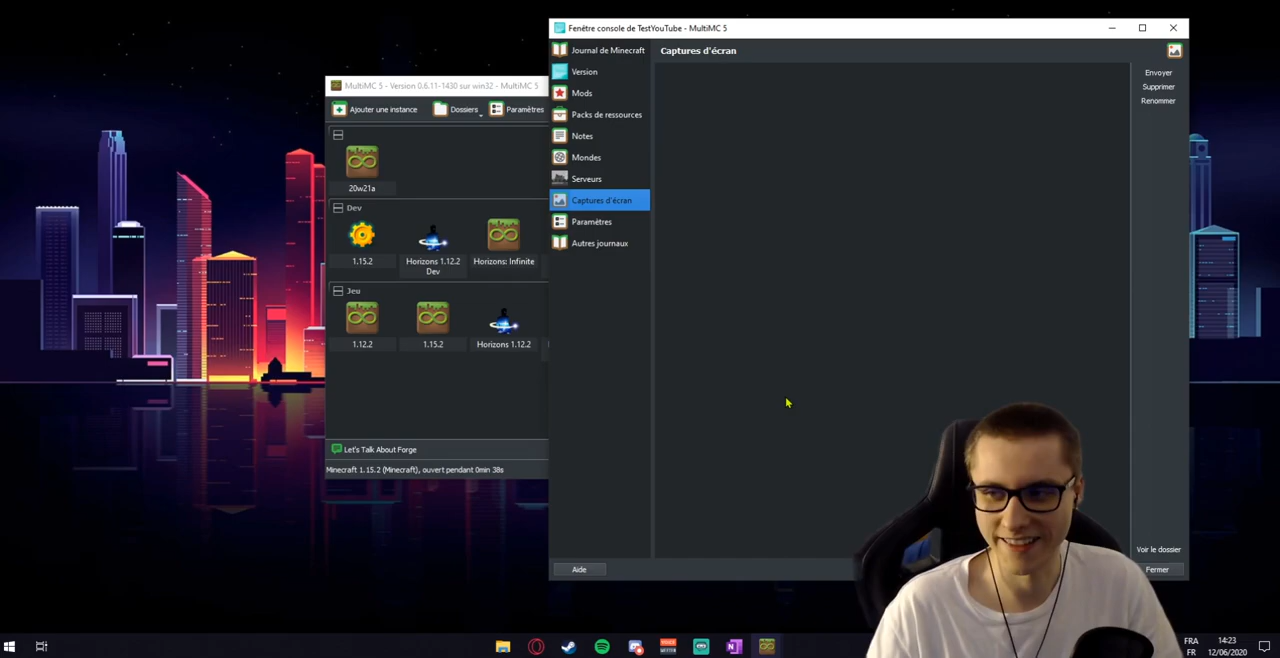 Fenêtre console de TestYouTube - MultiMC 5
Journal de Minecraft
Version
Mods
Packs de ressources
Notes
Mondes
Serveurs
Captures d'écran
Paramètres
Autres journaux
Captures d'écran
Envoyer
Supprimer
Renommer
Voir le dossier
Aide
Fermer
MultiMC 5 - Version 0.6.11-1430 sur win32 - MultiMC 5
Ajouter une instance
Dossiers
Paramètres
20w21a
Dev
1.15.2
Horizons 1.12.2
Dev
Horizons: Infinite
Jeu
1.12.2
1.15.2
Horizons 1.12.2
Let's Talk About Forge
Minecraft 1.15.2 (Minecraft), ouvert pendant 0min 38s
FRA
FR
14:23
12/06/2020